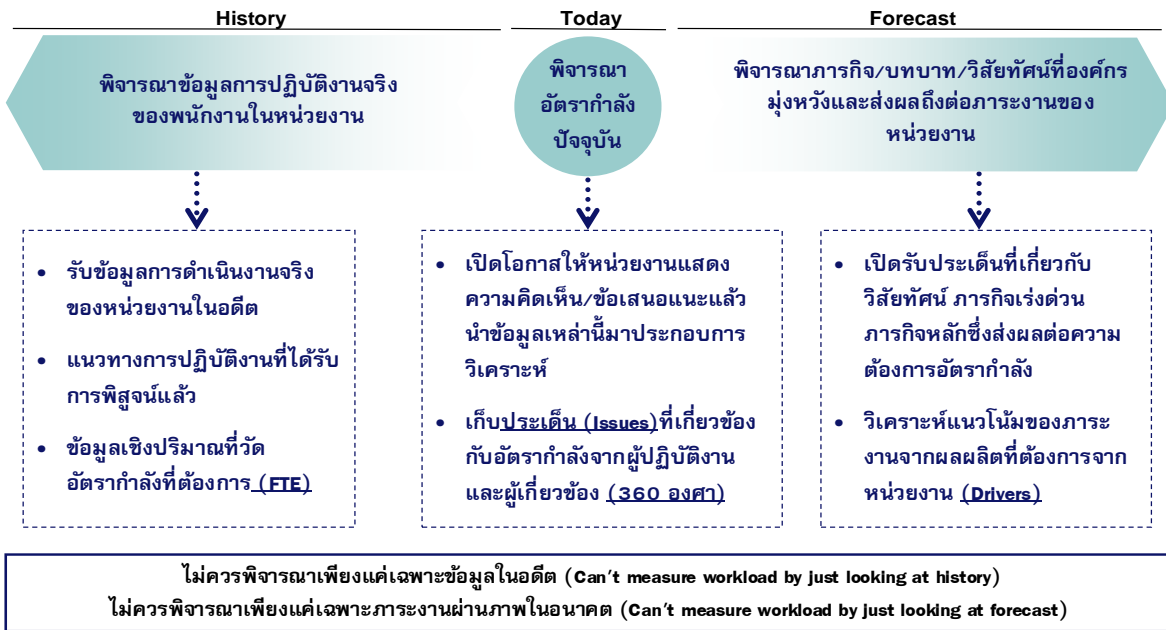 History
Today
Forecast
พิจารณาข้อมูลการปฏิบัติงานจริง
ของพนักงานในหน่วยงาน
พิจารณา
อัตรากำลัง
ปัจจุบัน
พิจารณาภารกิจ/บทบาท/วิสัยทัศน์ที่องค์กร
มุ่งหวังและส่งผลถึงต่อภาระงานของ
หน่วยงาน
• รับข้อมูลการดำเนินงานจริง
ของหน่วยงานในอดีต
• แนวทางการปฏิบัติงานที่ได้รับ
การพิสูจน์แล้ว
• ข้อมูลเชิงปริมาณที่วัด
อัตรากำลังที่ต้องการ (FTE)
• เปิดโอกาสให้หน่วยงานแสดง
ความคิดเห็น/ข้อเสนอแนะแล้ว
นำข้อมูลเหล่านี้มาประกอบการ
วิเคราะห์
• เก็บประเด็น (Issues)ที่เกี่ยวข้อง
กับอัตรากำลังจากผู้ปฏิบัติงาน
และผู้เกี่ยวข้อง (360 องศา)
• เปิดรับประเด็นที่เกี่ยวกับ
วิสัยทัศน์ ภารกิจเร่งด่วน
ภารกิจหลักซึ่งส่งผลต่อความ
ต้องการอัตรากำลัง
• วิเคราะห์แนวโน้มของภาระ
งานจากผลผลิตที่ต้องการจาก
หน่วยงาน (Drivers)
ไม่ควรพิจารณาเพียงแค่เฉพาะข้อมูลในอดีต (Can't measure workload by just looking at history)
ไม่ควรพิจารณาเพียงแค่เฉพาะภาระงานผ่านภาพในอนาคต (Can't measure workload by just looking at forecast)